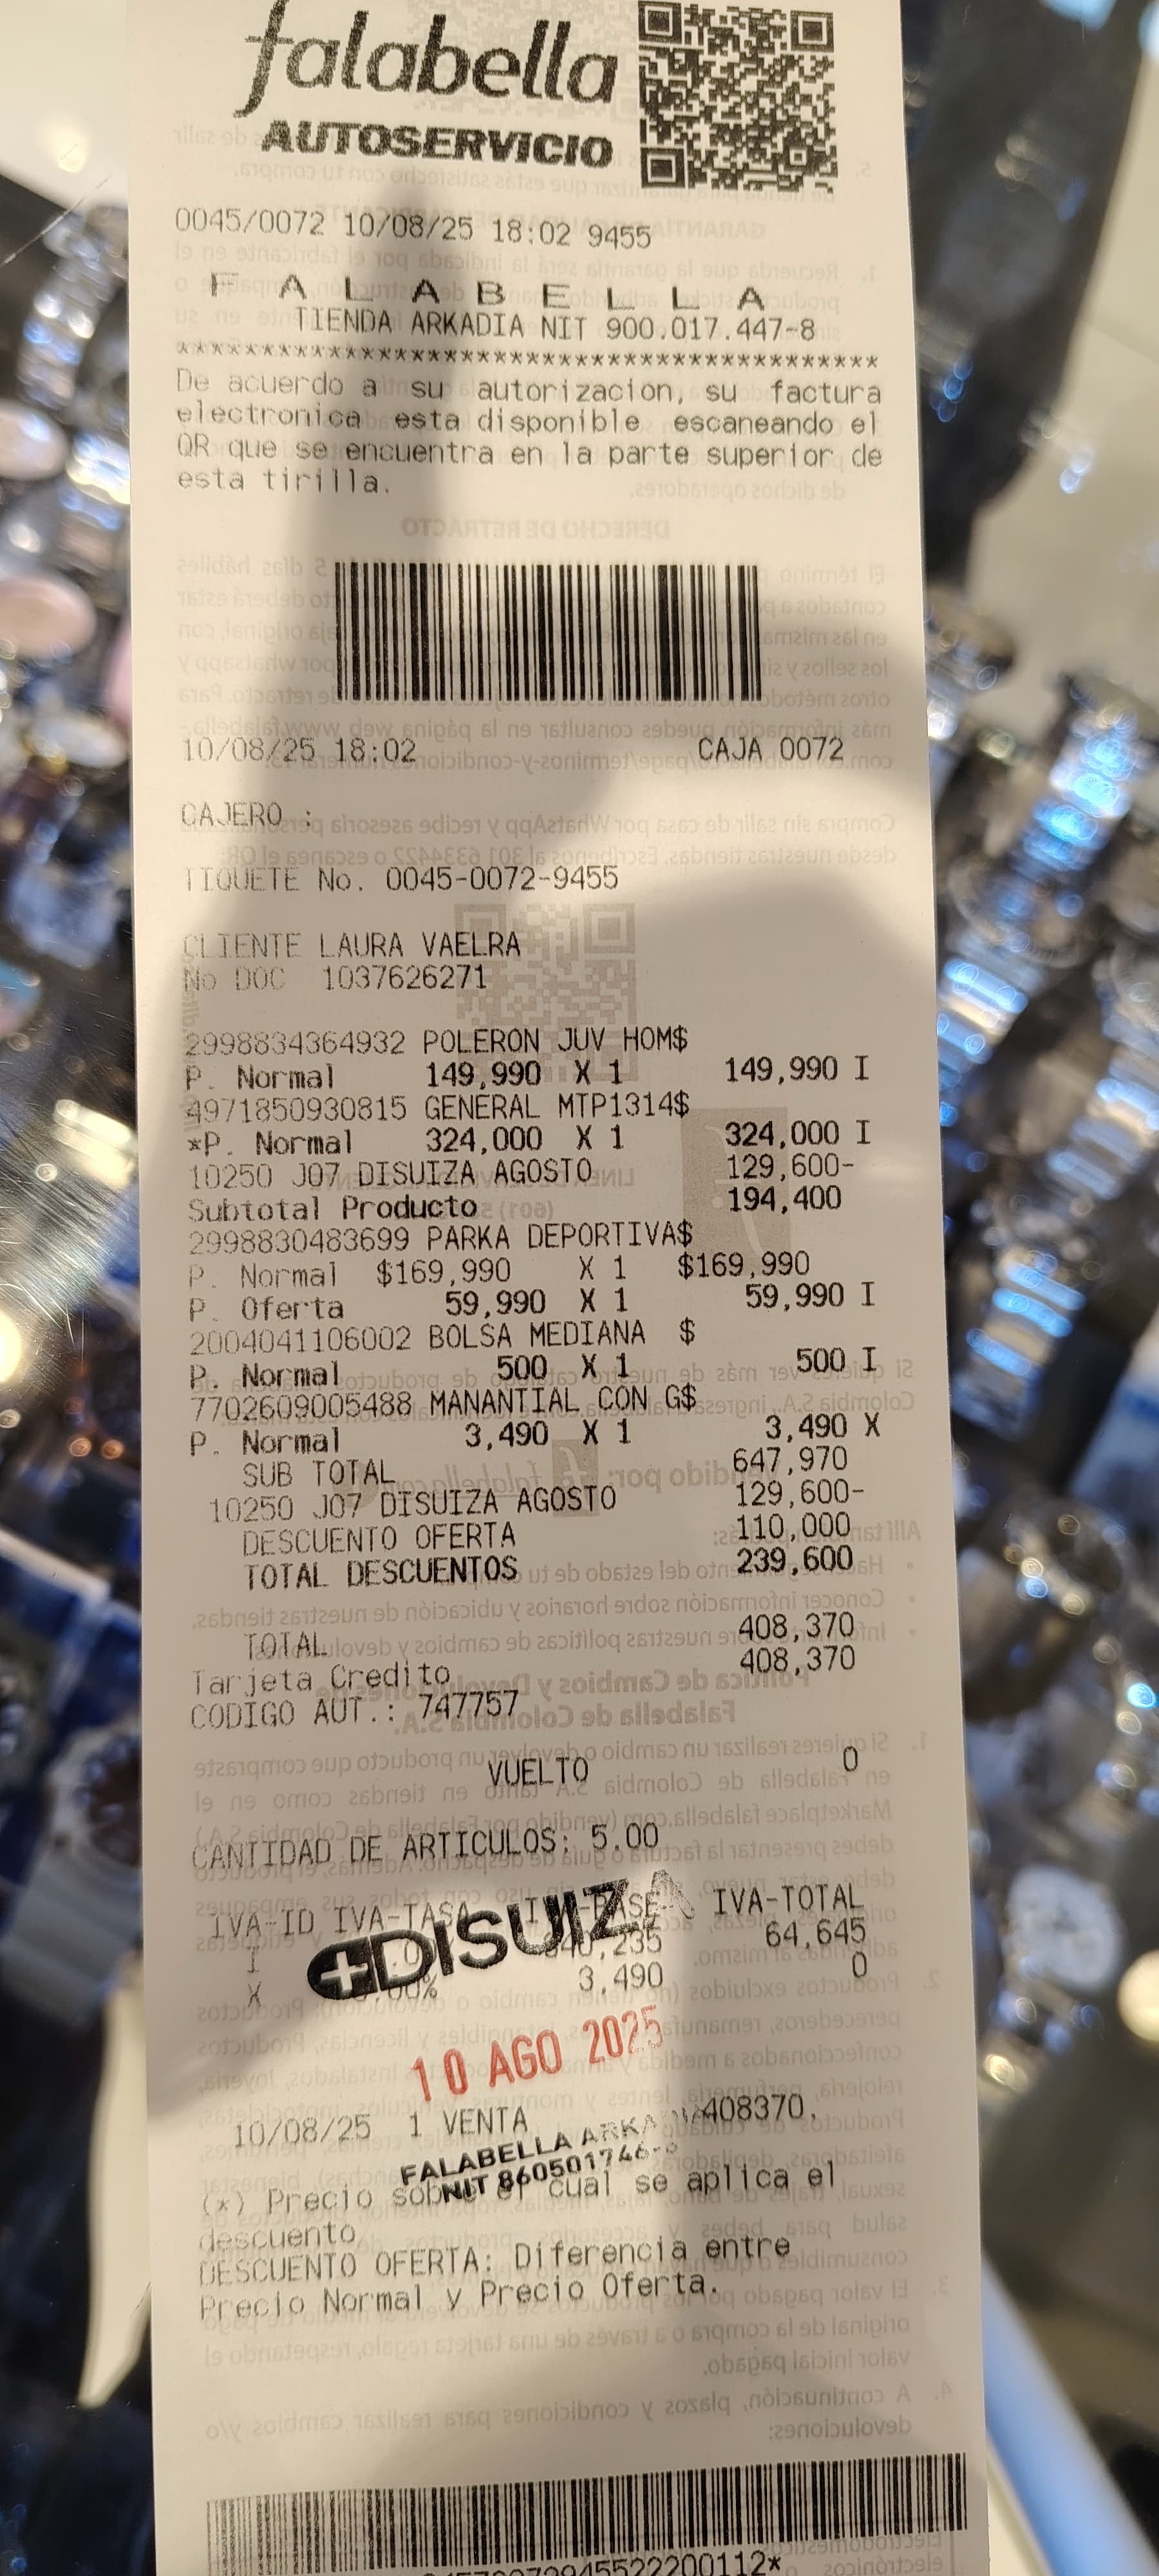 falabella
AUTOSERVICIO
0045/0072 10/08/25 18:02 9455
F A L A B E L L A
TIENDA ARKADIA NIT 900.017.447-8
******************************************
De acuerdo a su autorizacion, su factura
electronica esta disponible escaneando el
QR que se encuentra en la parte superior de
esta tirilla.
10/08/25 18:02 CAJA 0072
CAJERO :
TIQUETE No. 0045-0072-9455
CLIENTE LAURA VAELRA
No DOC 1037626271
2998834364932 POLERON JUV HOM$
P. Normal 149,990 X 1 149,990 I
4971850930815 GENERAL MTP1314$
*P. Normal 324,000 X 1 324,000 I
10250 J07 DISUIZA AGOSTO 129,600-
Subtotal Producto 194,400
2998830483699 PARKA DEPORTIVA$
P. Normal $169,990 X 1 $169,990
P. Oferta 59,990 X 1 59,990 I
2004041106002 BOLSA MEDIANA $
P. Normal 500 X 1 500 I
7702609005488 MANANTIAL CON G$
P. Normal 3,490 X 1 3,490 X
SUB TOTAL 647,970
10250 J07 DISUIZA AGOSTO 129,600-
DESCUENTO OFERTA 110,000
TOTAL DESCUENTOS 239,600
TOTAL 408,370
Tarjeta Credito 408,370
CODIGO AUT.: 747757
VUELTO 0
CANTIDAD DE ARTICULOS: 5.00
IVA-ID IVA-TASA IVA-BASE IVA-TOTAL
I 64,645
X 3,490 0
DISUIZA
10 AGO 2025
10/08/25 1 VENTA 408370.
FALABELLA ARKADIA
NIT 860501746-
(*) Precio sobre el cual se aplica el
descuento
DESCUENTO OFERTA: Diferencia entre
Precio Normal y Precio Oferta.